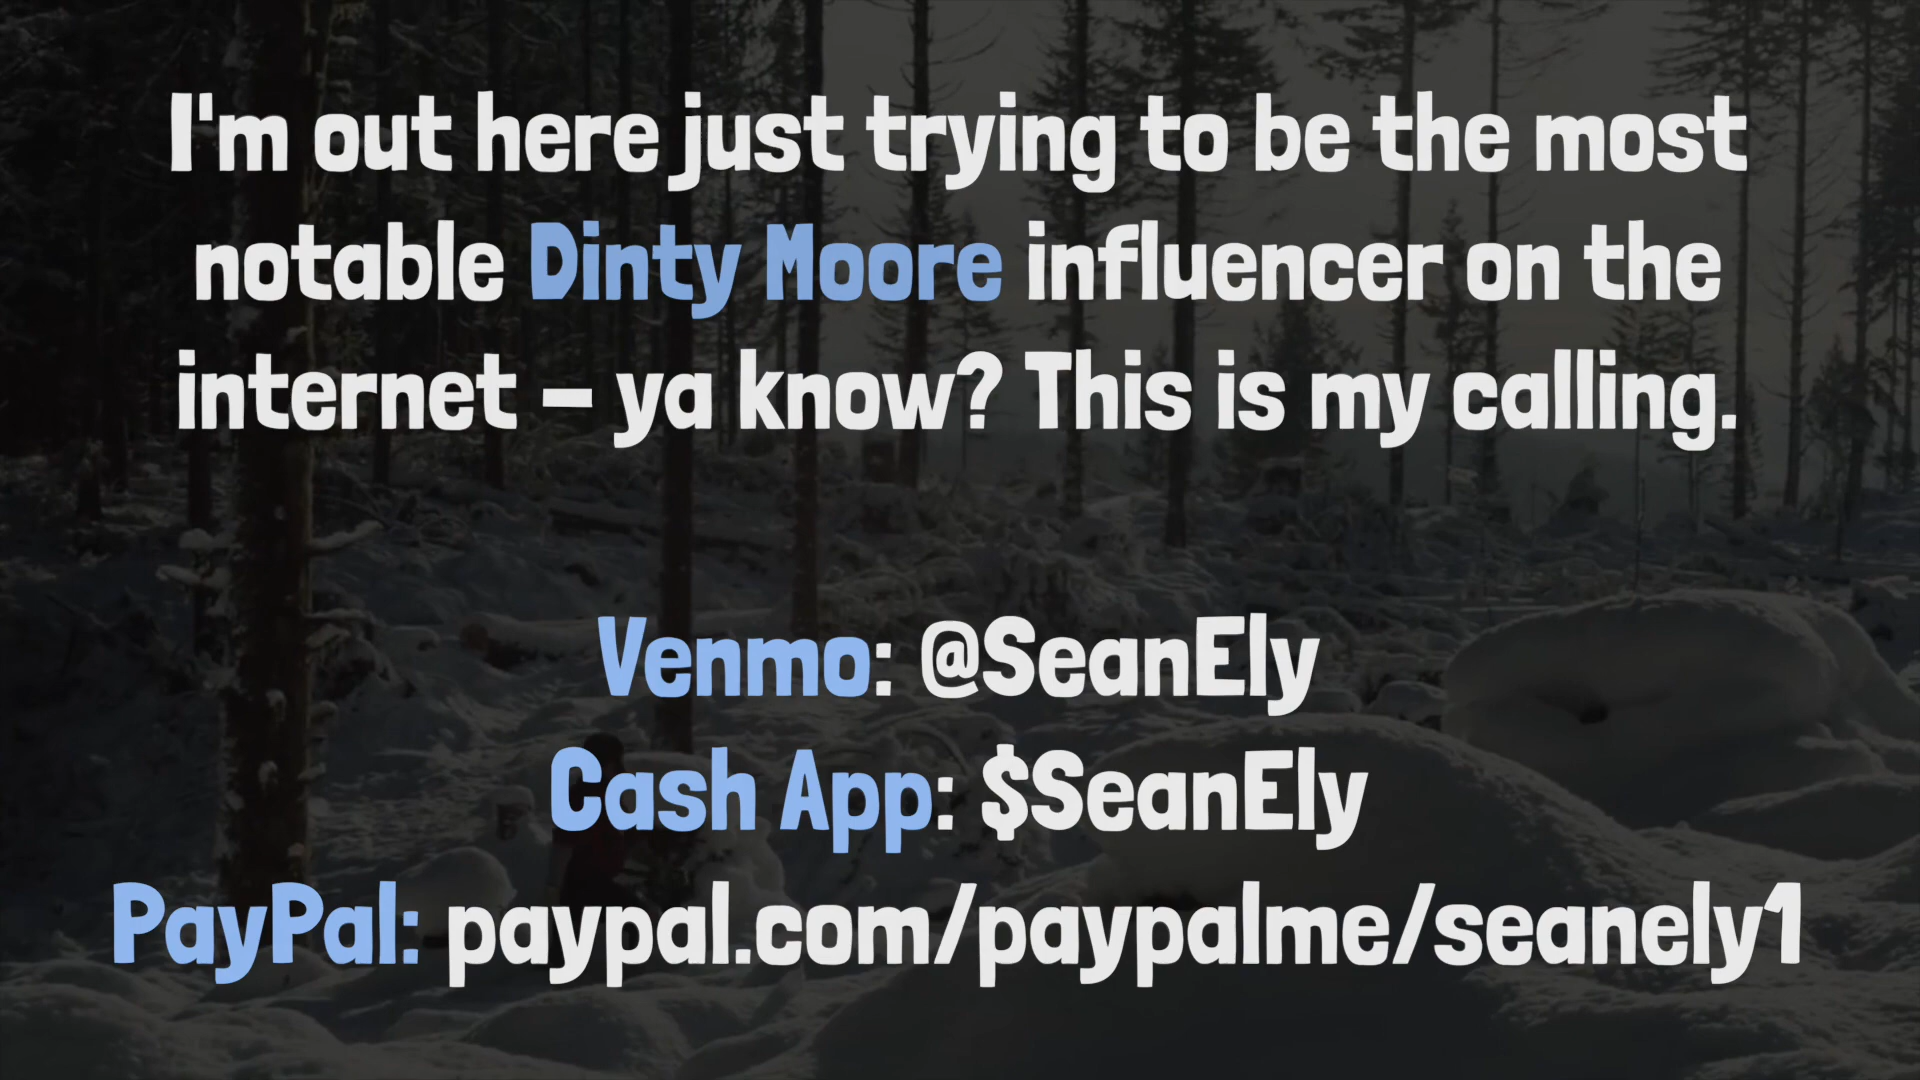 I'm out here just trying to be the most
notable Dinty Moore influencer on the
internet – ya know? This is my calling.
Venmo: @SeanEly
Cash App: $SeanEly
PayPal: paypal.com/paypalme/seanely1